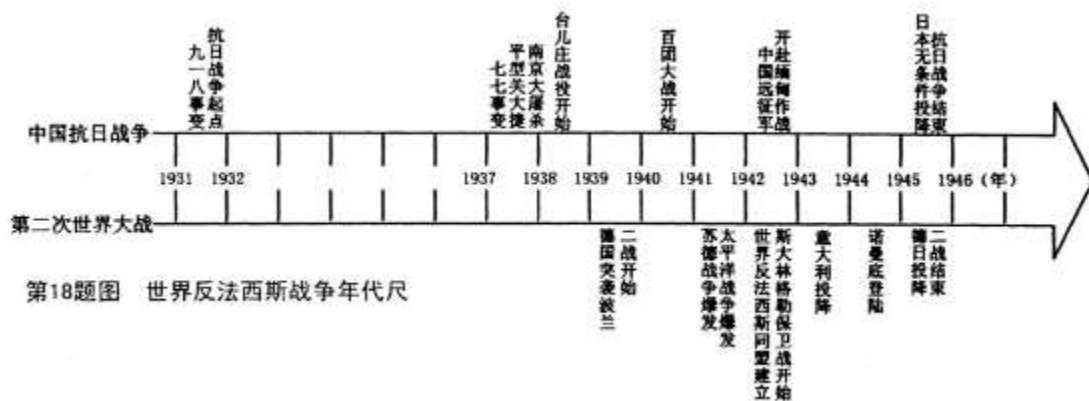 九一八事变
抗日战争起点
七七事变
平型关大捷
南京大屠杀
台儿庄战役开始
百团大战开始
中国远征军
开赴缅甸作战
日本无条件投降
抗日战争结束
中国抗日战争
1931 1932 1937 1938 1939 1940 1941 1942 1943 1944 1945 1946（年）
第二次世界大战
德国突袭波兰
二战开始
苏德战争爆发
太平洋战争爆发
世界反法西斯同盟建立
斯大林格勒保卫战开始
意大利投降
诺曼底登陆
德日投降
二战结束
第18题图 世界反法西斯战争年代尺